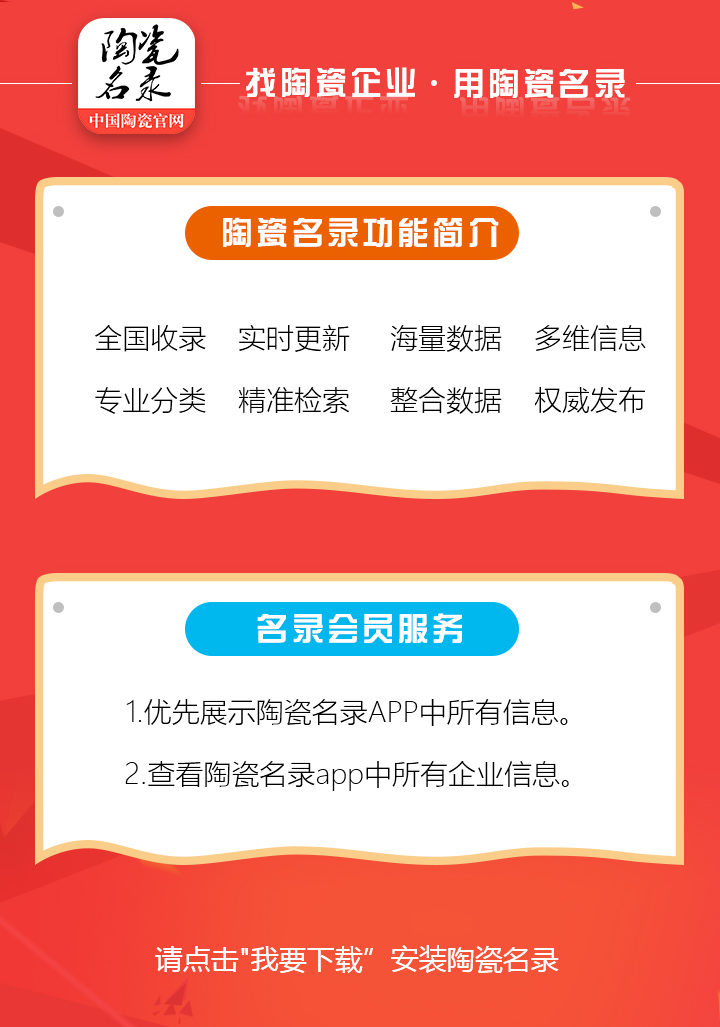 陶瓷
名录
中国陶瓷官网
找陶瓷企业·用陶瓷名录
陶瓷名录功能简介
全国收录 实时更新 海量数据 多维信息
专业分类 精准检索 整合数据 权威发布
名录会员服务
1.优先展示陶瓷名录APP中所有信息。
2.查看陶瓷名录app中所有企业信息。
请点击"我要下载”安装陶瓷名录